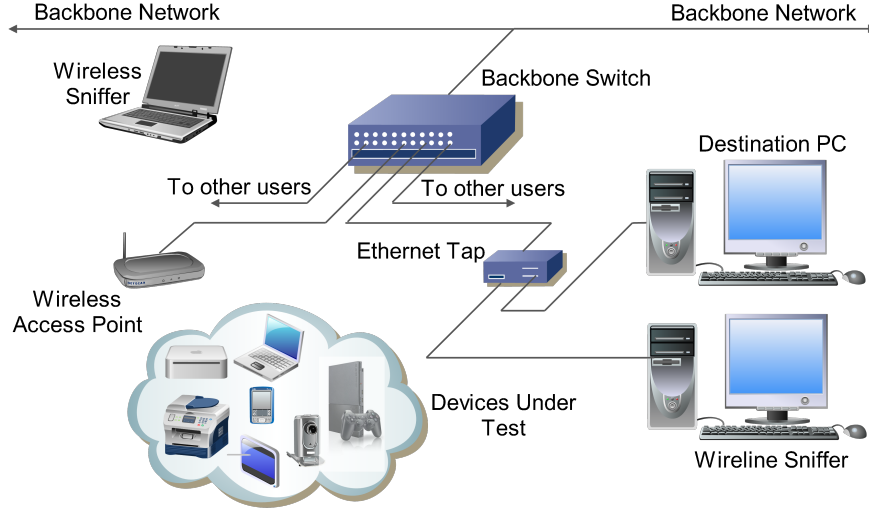 Backbone Network
Backbone Network
Wireless
Sniffer
Backbone Switch
Destination PC
To other users
To other users
Ethernet Tap
NETGEAR
Wireless
Access Point
Devices Under
Test
Wireline Sniffer